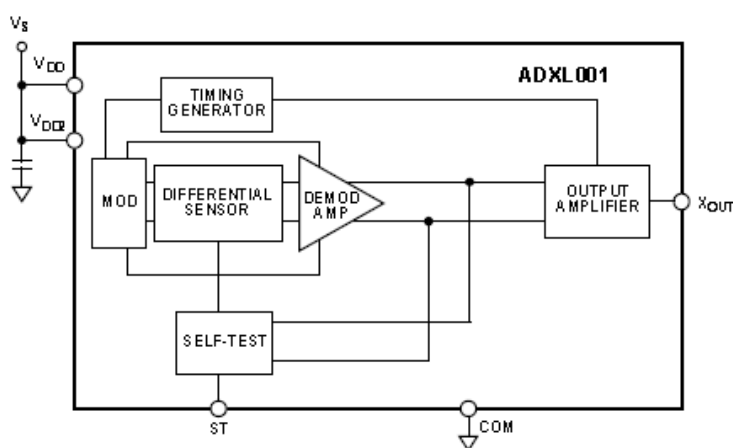 VS
VDD
ADXL001
TIMING
GENERATOR
VDD2
MOD
DIFFERENTIAL
SENSOR
DEMOD
AMP
OUTPUT
AMPLIFIER
XOUT
SELF-TEST
ST
COM